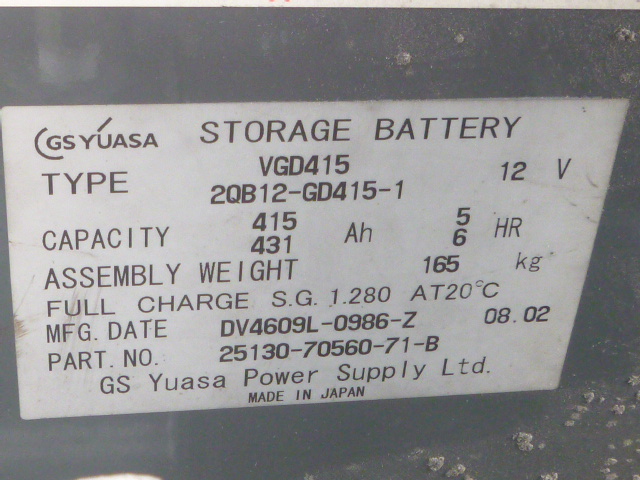 GS YUASA STORAGE BATTERY
TYPE VGD415 12 V
2QB12-GD415-1
CAPACITY 415 Ah 5 HR
431 6
ASSEMBLY WEIGHT 165 kg
FULL CHARGE S.G. 1.280 AT20°C
MFG. DATE DV4609L-0986-Z 08.02
PART. NO. 25130-70560-71-B
GS Yuasa Power Supply Ltd.
MADE IN JAPAN